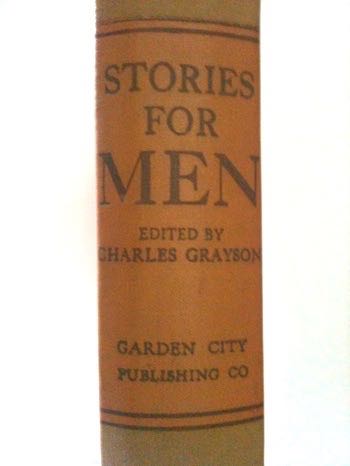 STORIES
FOR
MEN
EDITED BY
CHARLES GRAYSON
GARDEN CITY
PUBLISHING CO